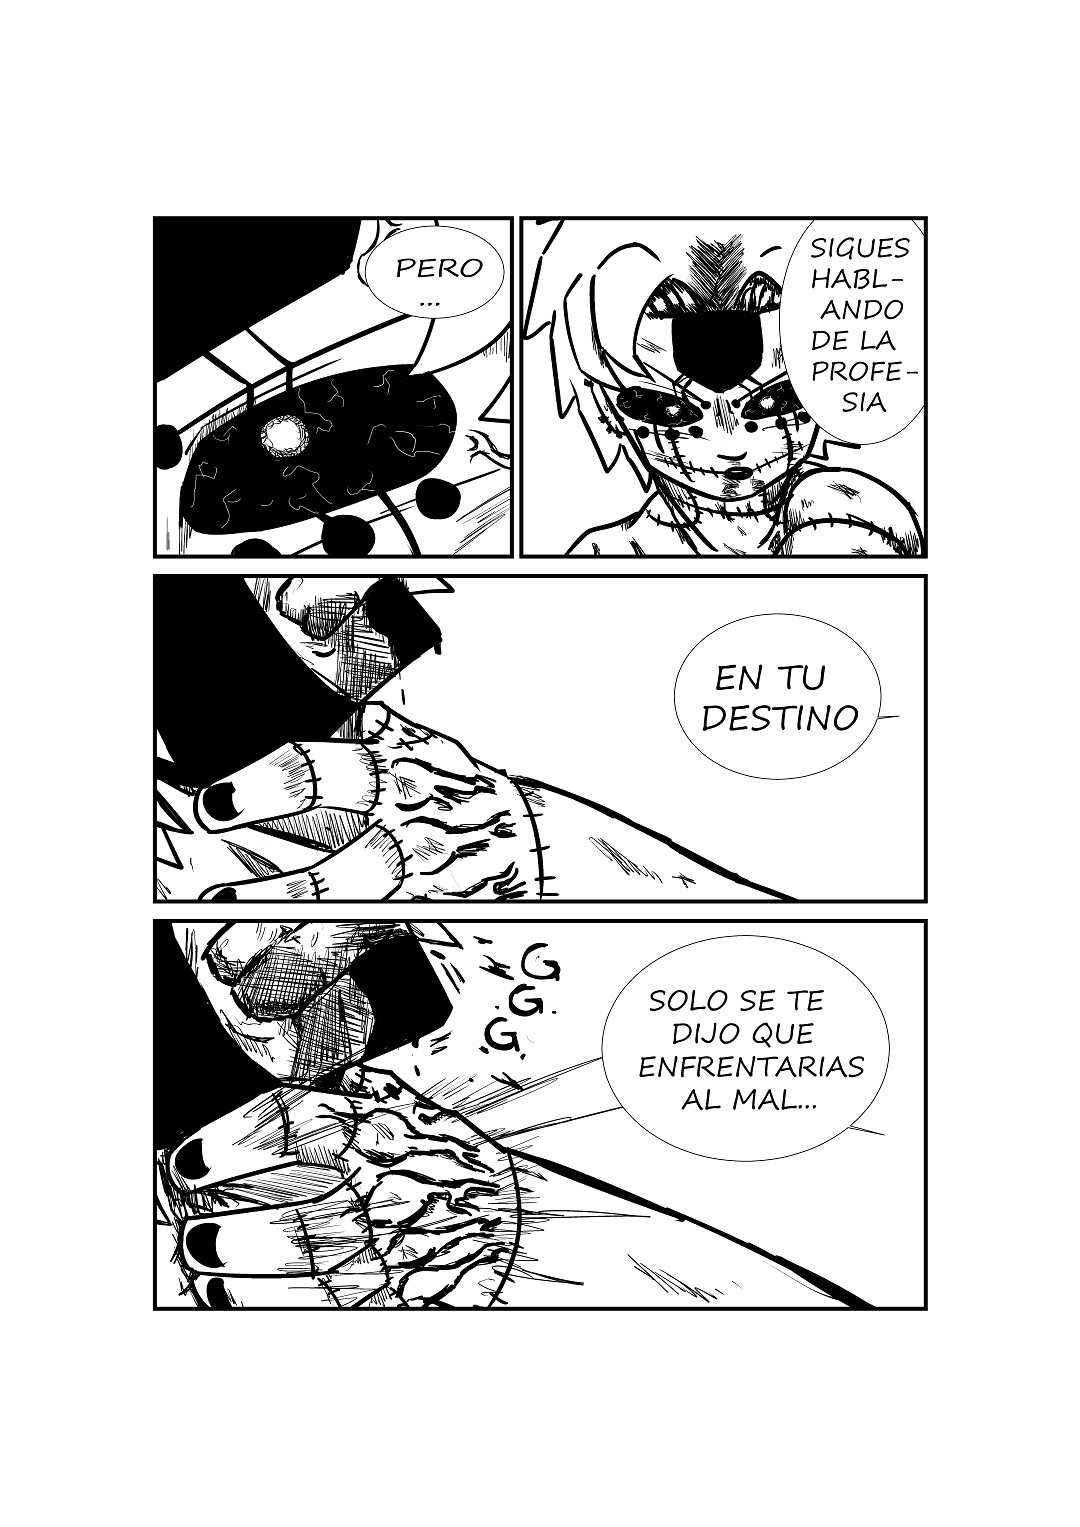 PERO
...
SIGUES
HABL-
ANDO
DE LA
PROFE-
SIA
EN TU
DESTINO
G
G
G
SOLO SE TE
DIJO QUE
ENFRENTARIAS
AL MAL...